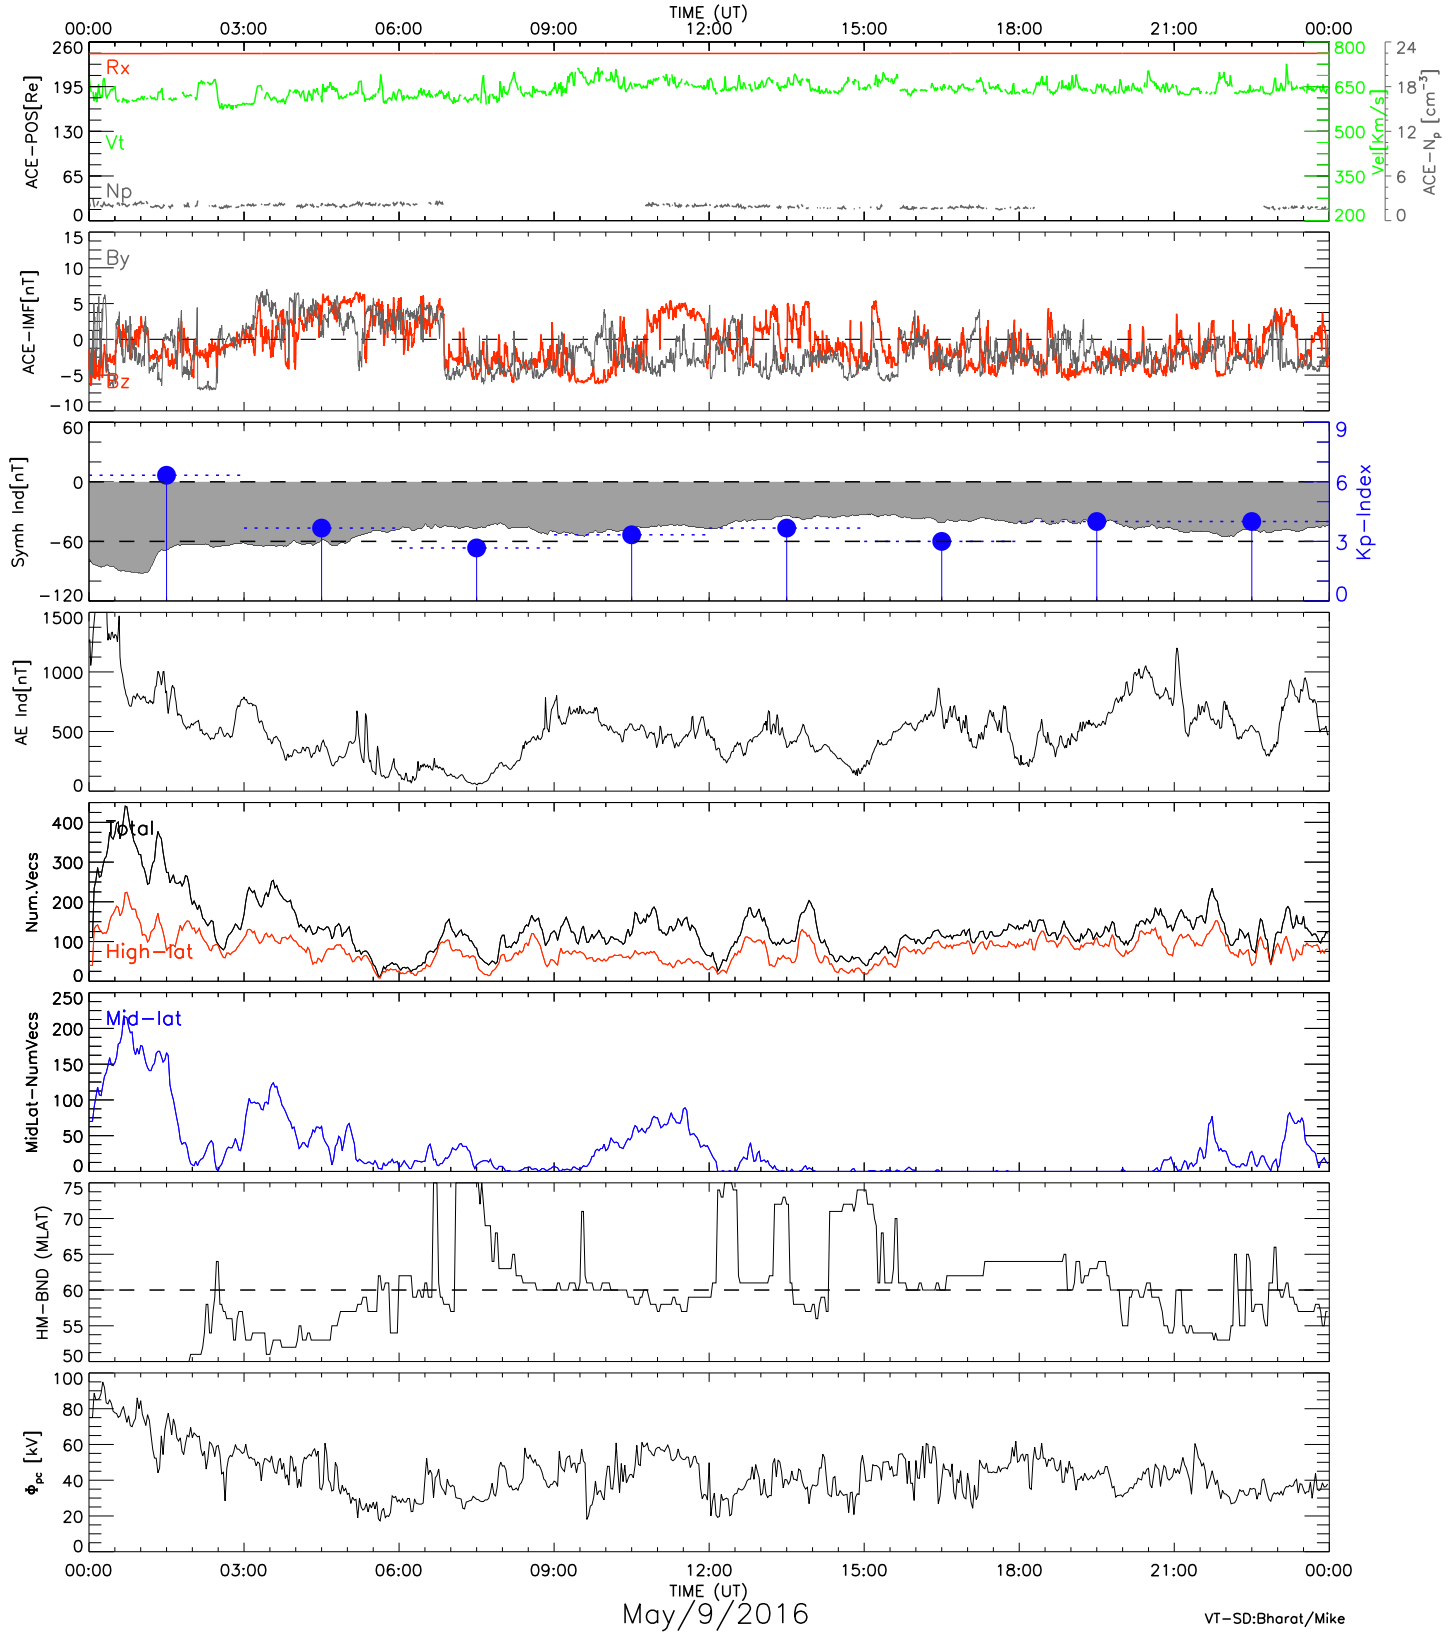 TIME (UT)
00:00 03:00 06:00 09:00 12:00 15:00 18:00 21:00 00:00
ACE-POS[Re]
260
195
130
65
0
Rx
Vt
Np
800
650
500
350
200
Vel[Km/s]
24
18
12
6
0
ACE-Np [cm⁻³]
ACE-IMF[nT]
15
10
5
0
-5
-10
By
Bz
Symh Ind[nT]
60
0
-60
-120
9
6
3
0
Kp-Index
AE Ind[nT]
1500
1000
500
0
Num.Vecs
400
300
200
100
0
Total
High-lat
MidLat-NumVecs
250
200
150
100
50
0
Mid-lat
HM-BND (MLAT)
75
70
65
60
55
50
Φpc [kV]
100
80
60
40
20
0
00:00 03:00 06:00 09:00 12:00 15:00 18:00 21:00 00:00
TIME (UT)
May/9/2016
VT-SD:Bharat/Mike